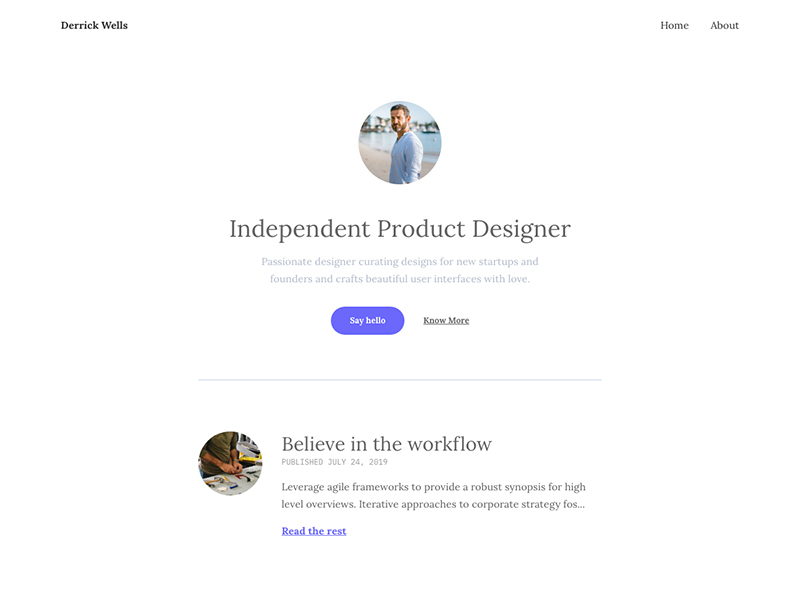 Derrick Wells
Home
About
Independent Product Designer
Passionate designer curating designs for new startups and
founders and crafts beautiful user interfaces with love.
Say hello
Know More
Believe in the workflow
PUBLISHED JULY 24, 2019
Leverage agile frameworks to provide a robust synopsis for high
level overviews. Iterative approaches to corporate strategy fos...
Read the rest